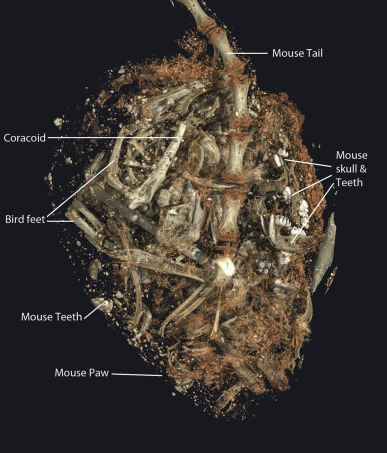 Mouse Tail
Coracoid
Mouse
skull &
Teeth
Bird feet
Mouse Teeth
Mouse Paw